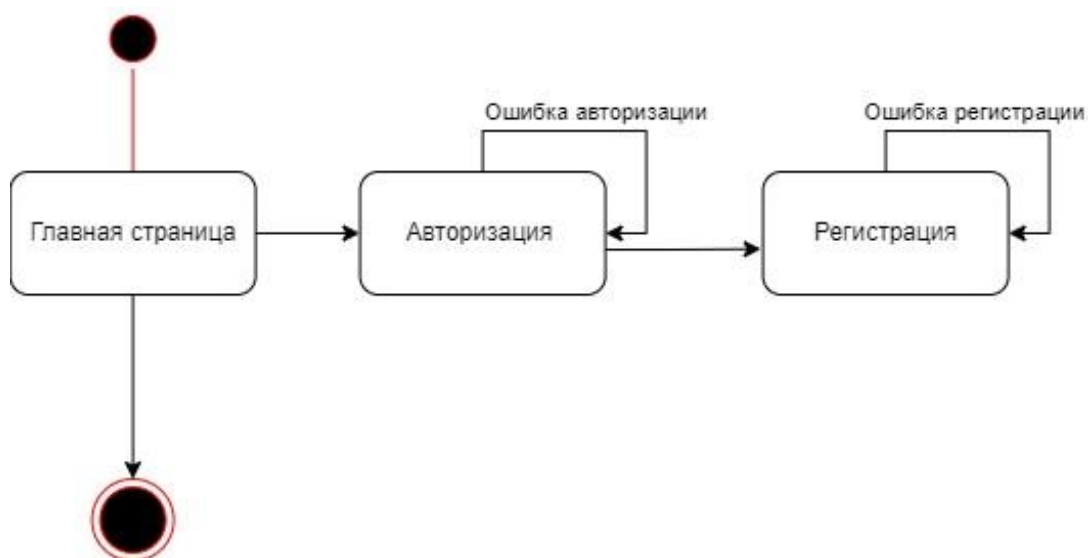 Ошибка авторизации
Ошибка регистрации
Главная страница
Авторизация
Регистрация